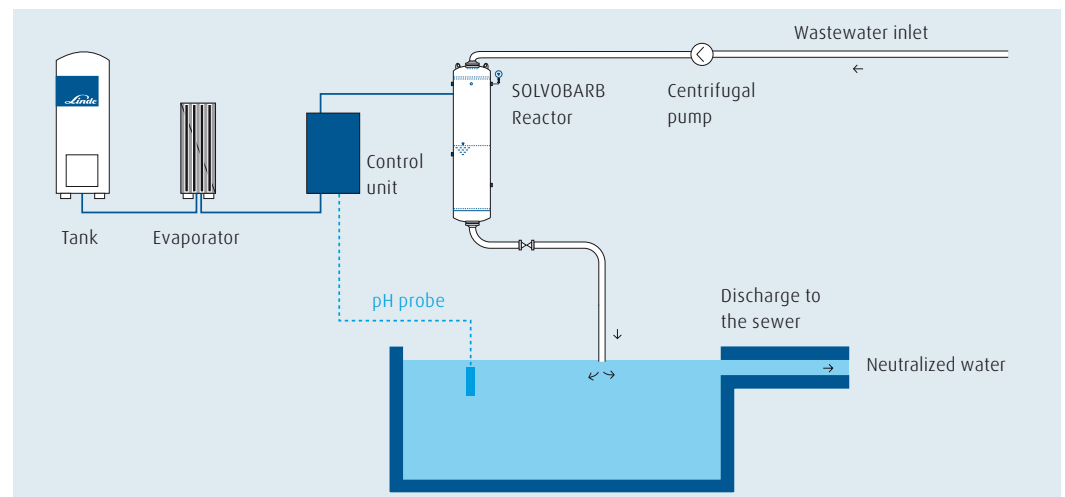 Wastewater inlet
Linde
SOLVOBARB
Reactor
Centrifugal
pump
Control
unit
Tank
Evaporator
pH probe
Discharge to
the sewer
Neutralized water